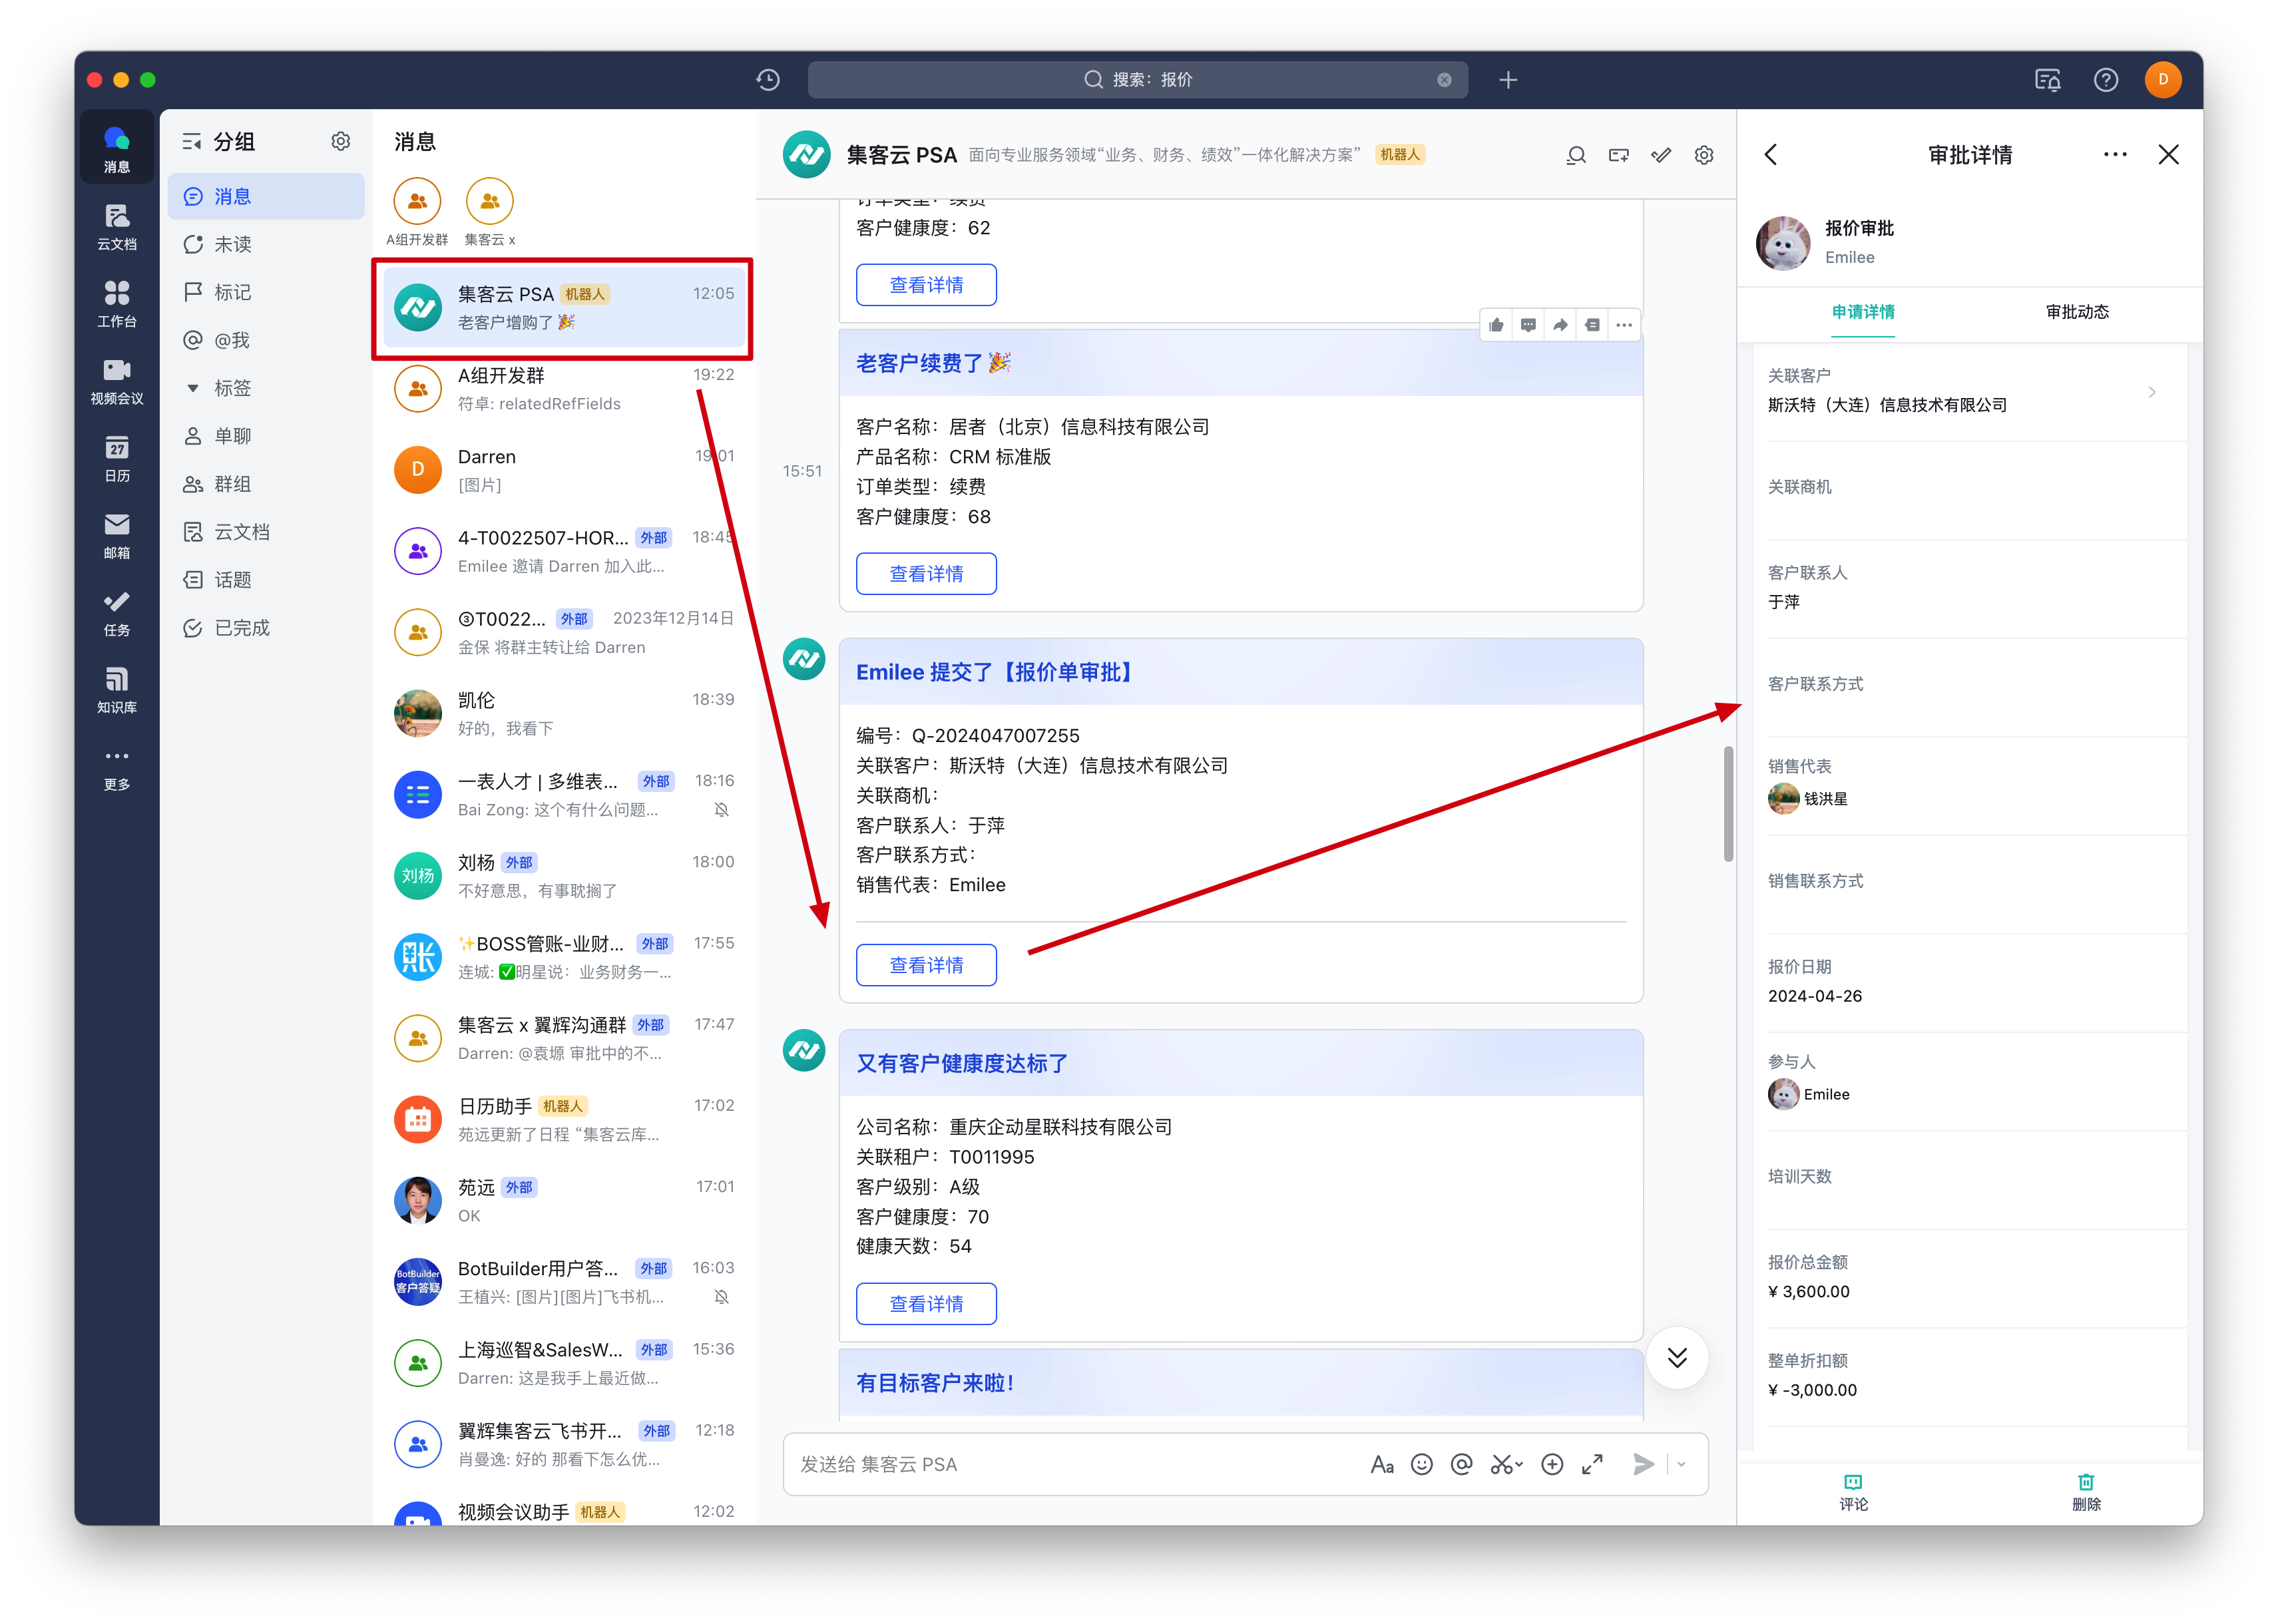 搜索：报价
D
消息
云文档
工作台
视频会议
27
日历
邮箱
任务
知识库
更多
分组
消息
未读
标记
@我
标签
单聊
群组
云文档
话题
已完成
消息
A组开发群
集客云 x
集客云 PSA 机器人 12:05
老客户增购了 🎉
A组开发群 19:22
符卓: relatedRefFields
D
Darren 19:01
[图片]
4-T0022507-HOR... 外部 18:45
Emilee 邀请 Darren 加入此...
③T0022... 外部 2023年12月14日
金保 将群主转让给 Darren
凯伦 18:39
好的，我看下
一表人才 | 多维表... 外部 18:16
Bai Zong: 这个有什么问题...
刘杨
刘杨 外部 18:00
不好意思，有事耽搁了
账
✨BOSS管账-业财... 外部 17:55
连城: ✅明星说：业务财务一...
集客云 x 翼辉沟通群 外部 17:47
Darren: @袁塬 审批中的不...
日历助手 机器人 17:02
苑远更新了日程 “集客云库...
苑远 外部 17:01
OK
BotBuilder
客户答疑
BotBuilder用户答... 外部 16:03
王植兴: [图片][图片]飞书机...
上海巡智&SalesW... 外部 15:36
Darren: 这是我手上最近做...
翼辉集客云飞书开... 外部 12:18
肖曼逸: 好的 那看下怎么优...
视频会议助手 机器人 12:02
集客云 PSA 面向专业服务领域“业务、财务、绩效”一体化解决方案” 机器人
订单类型：续费
客户健康度：62
查看详情
老客户续费了 🎉
客户名称：居者（北京）信息科技有限公司
产品名称：CRM 标准版
15:51
订单类型：续费
客户健康度：68
查看详情
Emilee 提交了【报价单审批】
编号：Q-2024047007255
关联客户：斯沃特（大连）信息技术有限公司
关联商机：
客户联系人：于萍
客户联系方式：
销售代表：Emilee
查看详情
又有客户健康度达标了
公司名称：重庆企动星联科技有限公司
关联租户：T0011995
客户级别：A级
客户健康度：70
健康天数：54
查看详情
有目标客户来啦！
发送给 集客云 PSA
Aa
审批详情
报价审批
Emilee
申请详情
审批动态
关联客户
斯沃特（大连）信息技术有限公司
关联商机
客户联系人
于萍
客户联系方式
销售代表
钱洪星
销售联系方式
报价日期
2024-04-26
参与人
Emilee
培训天数
报价总金额
¥ 3,600.00
整单折扣额
¥ -3,000.00
评论
删除